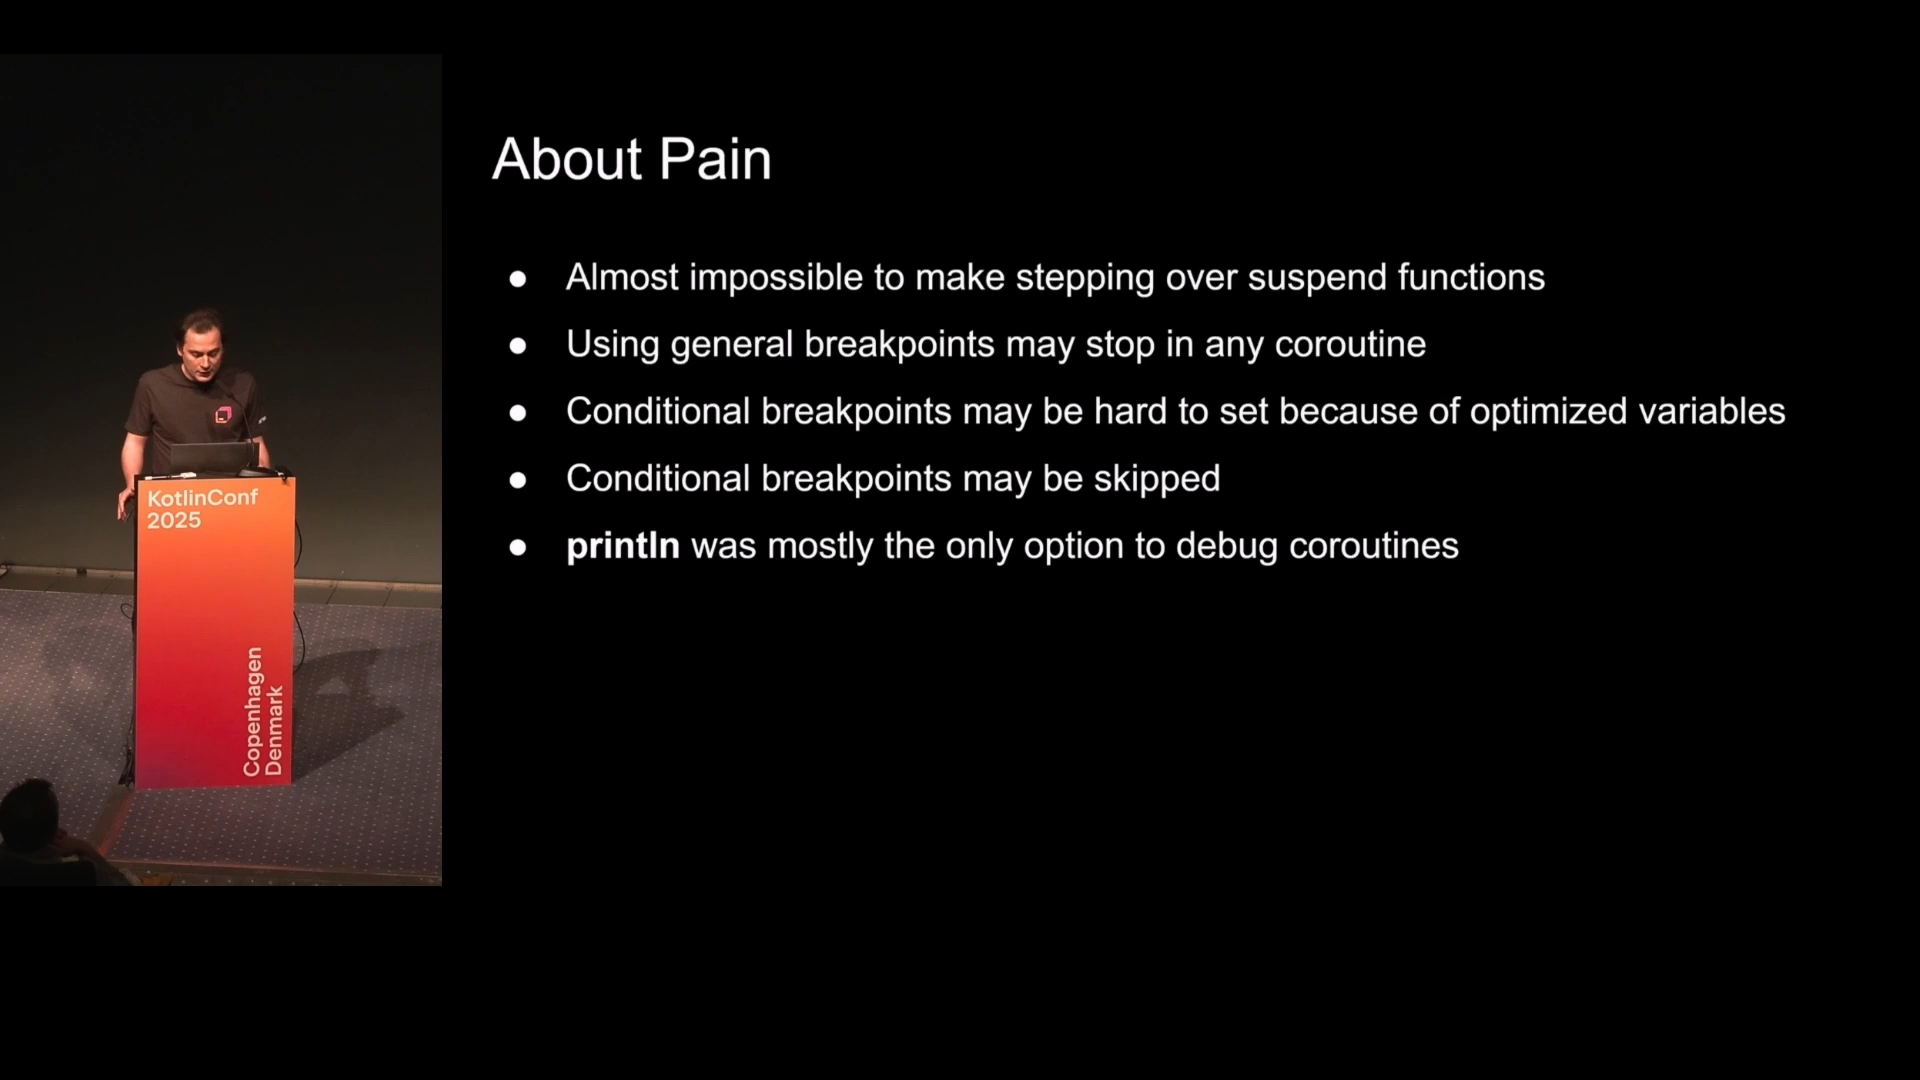 About Pain
● Almost impossible to make stepping over suspend functions
● Using general breakpoints may stop in any coroutine
● Conditional breakpoints may be hard to set because of optimized variables
● Conditional breakpoints may be skipped
● println was mostly the only option to debug coroutines
KotlinConf
2025
Copenhagen
Denmark